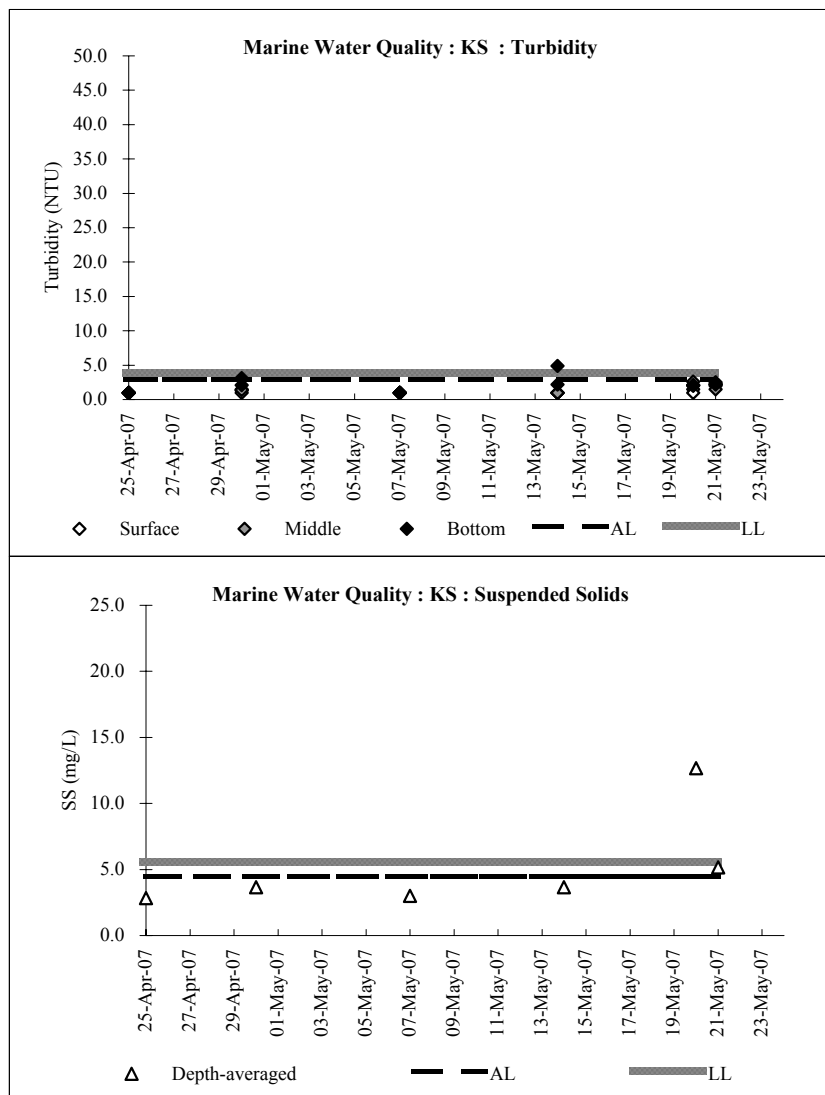 Marine Water Quality : KS : Turbidity
50.0
45.0
40.0
35.0
30.0
25.0
20.0
15.0
10.0
5.0
0.0
Turbidity (NTU)
25-Apr-07
27-Apr-07
29-Apr-07
01-May-07
03-May-07
05-May-07
07-May-07
09-May-07
11-May-07
13-May-07
15-May-07
17-May-07
19-May-07
21-May-07
23-May-07
Surface Middle Bottom AL LL
Marine Water Quality : KS : Suspended Solids
25.0
20.0
15.0
10.0
5.0
0.0
SS (mg/L)
25-Apr-07
27-Apr-07
29-Apr-07
01-May-07
03-May-07
05-May-07
07-May-07
09-May-07
11-May-07
13-May-07
15-May-07
17-May-07
19-May-07
21-May-07
23-May-07
Depth-averaged AL LL